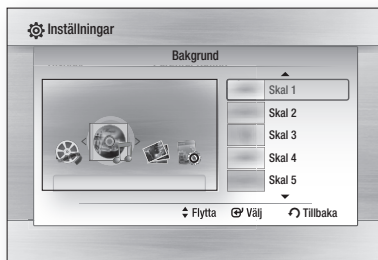 Inställningar
Bakgrund
Skal 1
Skal 2
Skal 3
Skal 4
Skal 5
Flytta Välj Tillbaka